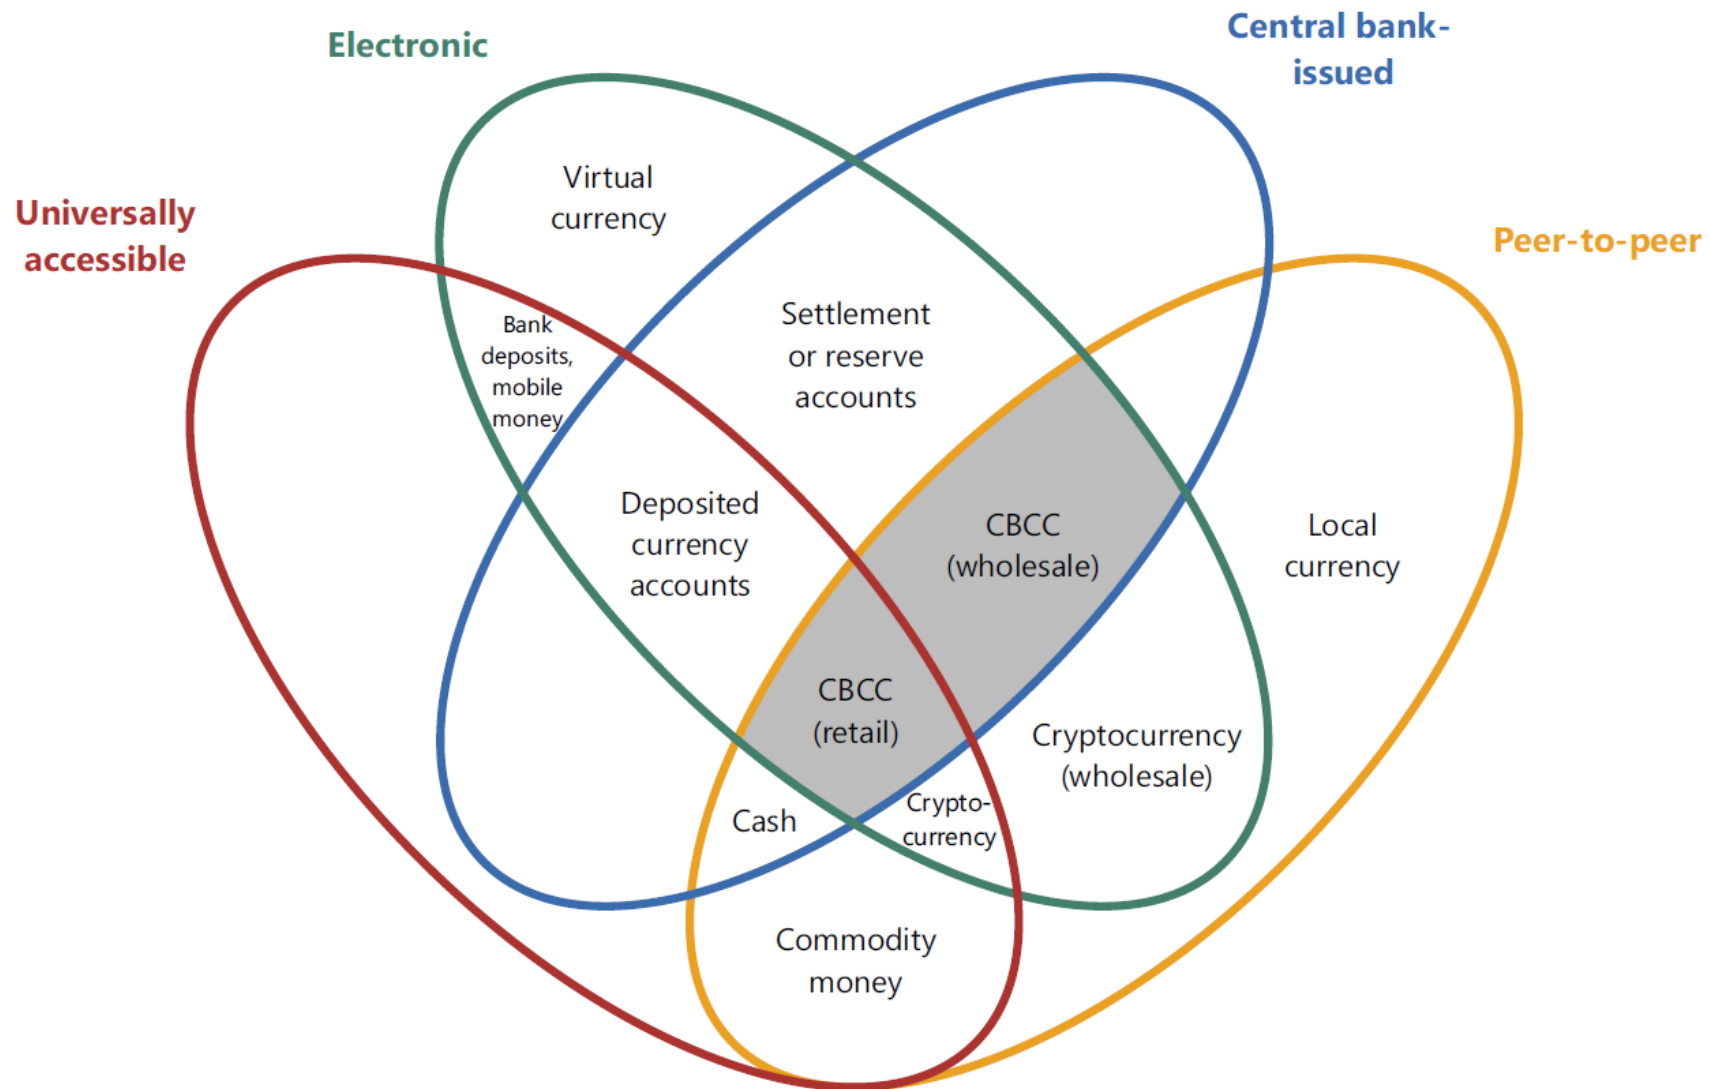 Electronic
Central bank-
issued
Universally
accessible
Peer-to-peer
Virtual
currency
Bank
deposits,
mobile
money
Settlement
or reserve
accounts
Deposited
currency
accounts
CBCC
(wholesale)
Local
currency
CBCC
(retail)
Cryptocurrency
(wholesale)
Cash
Crypto-
currency
Commodity
money